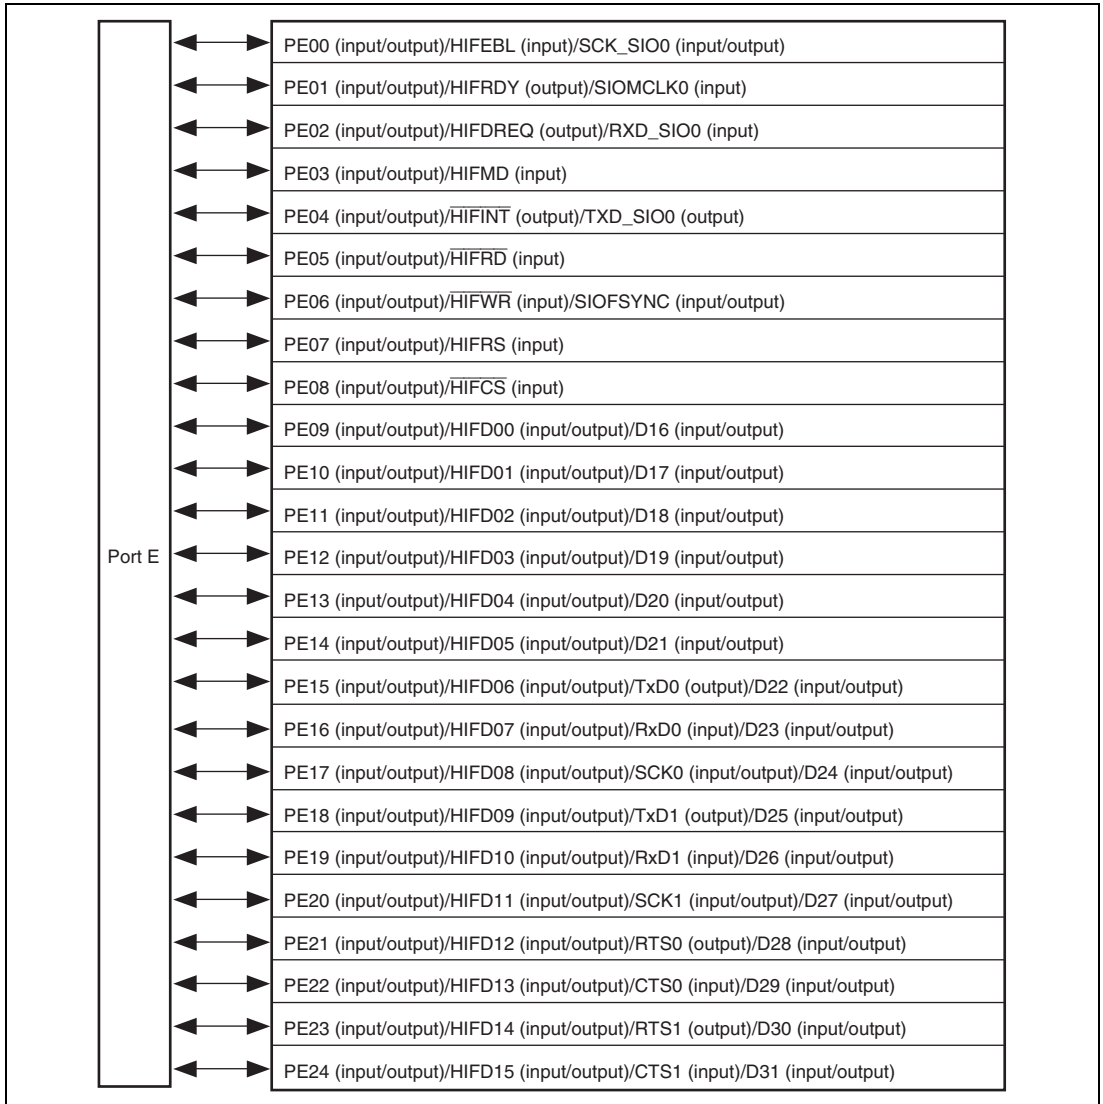 PE00 (input/output)/HIFEBL (input)/SCK_SIO0 (input/output)
PE01 (input/output)/HIFRDY (output)/SIOMCLK0 (input)
PE02 (input/output)/HIFDREQ (output)/RXD_SIO0 (input)
PE03 (input/output)/HIFMD (input)
PE04 (input/output)/H̅I̅F̅I̅N̅T̅ (output)/TXD_SIO0 (output)
PE05 (input/output)/H̅I̅F̅R̅D̅ (input)
PE06 (input/output)/H̅I̅F̅W̅R̅ (input)/SIOFSYNC (input/output)
PE07 (input/output)/HIFRS (input)
PE08 (input/output)/H̅I̅F̅C̅S̅ (input)
PE09 (input/output)/HIFD00 (input/output)/D16 (input/output)
PE10 (input/output)/HIFD01 (input/output)/D17 (input/output)
PE11 (input/output)/HIFD02 (input/output)/D18 (input/output)
Port E
PE12 (input/output)/HIFD03 (input/output)/D19 (input/output)
PE13 (input/output)/HIFD04 (input/output)/D20 (input/output)
PE14 (input/output)/HIFD05 (input/output)/D21 (input/output)
PE15 (input/output)/HIFD06 (input/output)/TxD0 (output)/D22 (input/output)
PE16 (input/output)/HIFD07 (input/output)/RxD0 (input)/D23 (input/output)
PE17 (input/output)/HIFD08 (input/output)/SCK0 (input/output)/D24 (input/output)
PE18 (input/output)/HIFD09 (input/output)/TxD1 (output)/D25 (input/output)
PE19 (input/output)/HIFD10 (input/output)/RxD1 (input)/D26 (input/output)
PE20 (input/output)/HIFD11 (input/output)/SCK1 (input/output)/D27 (input/output)
PE21 (input/output)/HIFD12 (input/output)/RTS0 (output)/D28 (input/output)
PE22 (input/output)/HIFD13 (input/output)/CTS0 (input)/D29 (input/output)
PE23 (input/output)/HIFD14 (input/output)/RTS1 (output)/D30 (input/output)
PE24 (input/output)/HIFD15 (input/output)/CTS1 (input)/D31 (input/output)